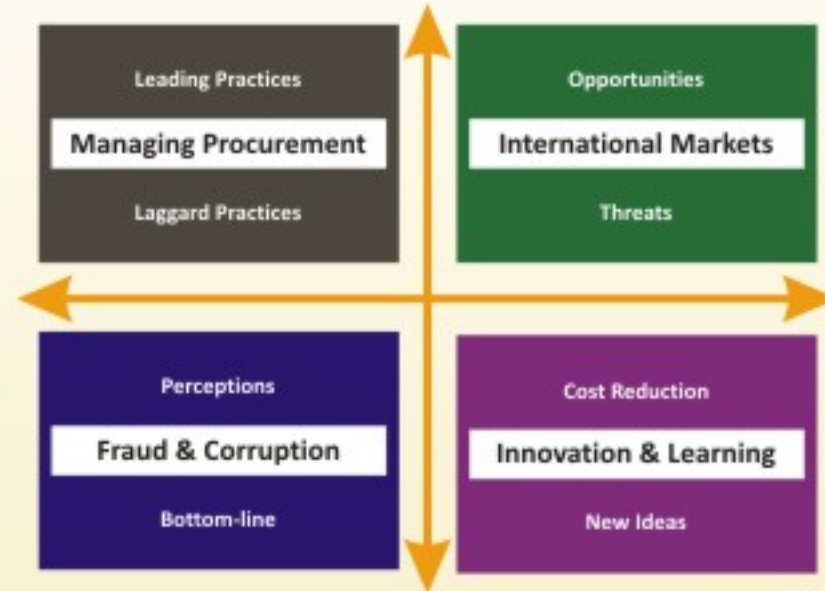 Leading Practices
Managing Procurement
Laggard Practices
Opportunities
International Markets
Threats
Perceptions
Fraud & Corruption
Bottom-line
Cost Reduction
Innovation & Learning
New Ideas